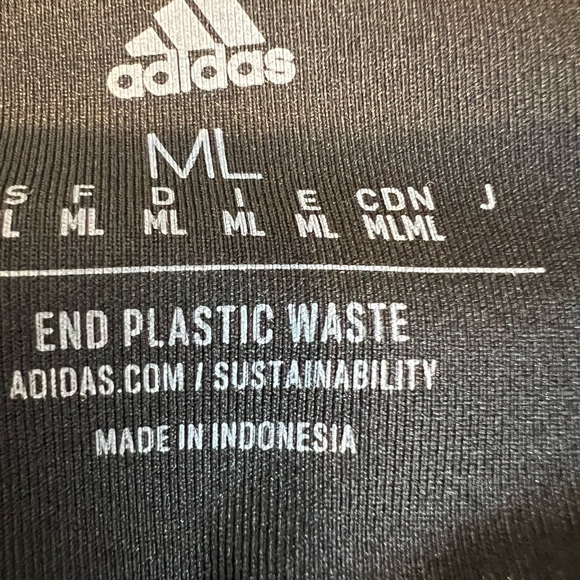 adidas
ML
S F D I E CDN J
L ML ML ML ML MLML
END PLASTIC WASTE
ADIDAS.COM / SUSTAINABILITY
MADE IN INDONESIA